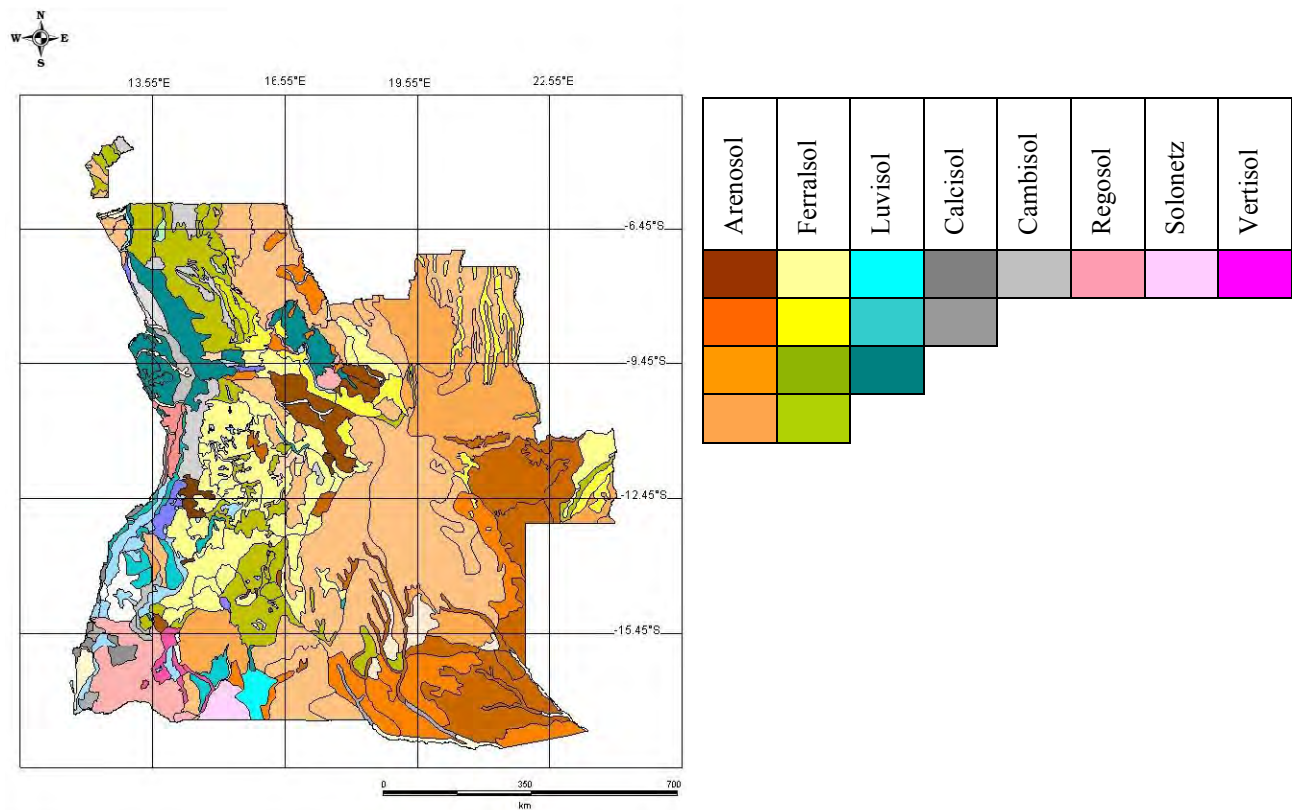 N
W E
S
13.55°E 16.55°E 19.55°E 22.55°E
-6.45°S
-9.45°S
-12.45°S
-15.45°S
0 350 700
km
Arenosol
Ferralsol
Luvisol
Calcisol
Cambisol
Regosol
Solonetz
Vertisol